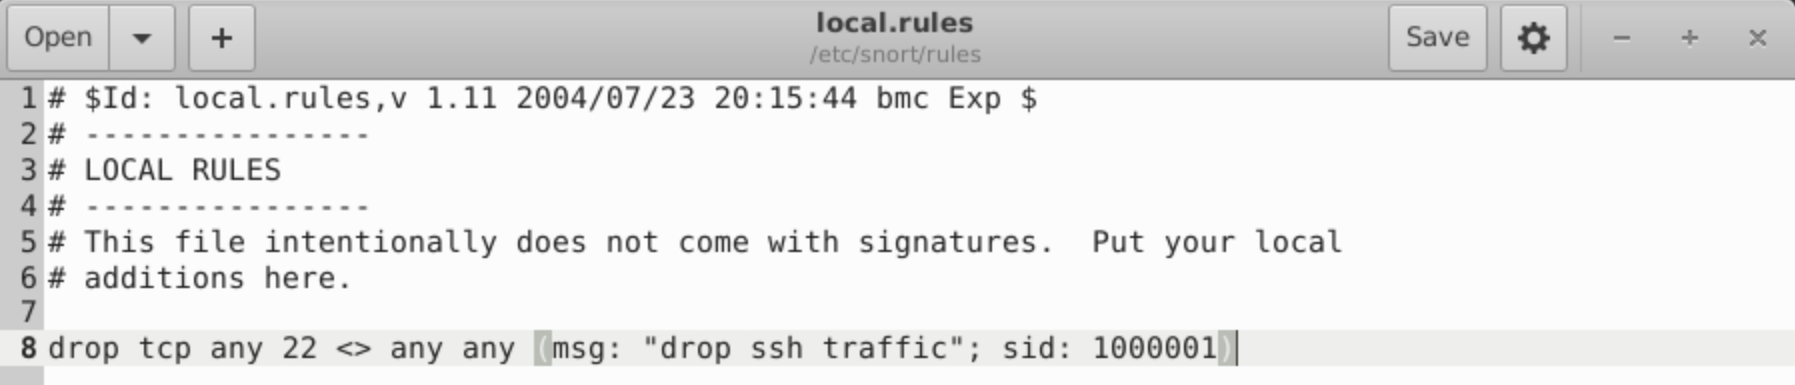 Open
+
local.rules
/etc/snort/rules
Save
- + ×
1 # $Id: local.rules,v 1.11 2004/07/23 20:15:44 bmc Exp $
2 # ----------------
3 # LOCAL RULES
4 # ----------------
5 # This file intentionally does not come with signatures.  Put your local
6 # additions here.
7
8 drop tcp any 22 <> any any (msg: "drop ssh traffic"; sid: 1000001)